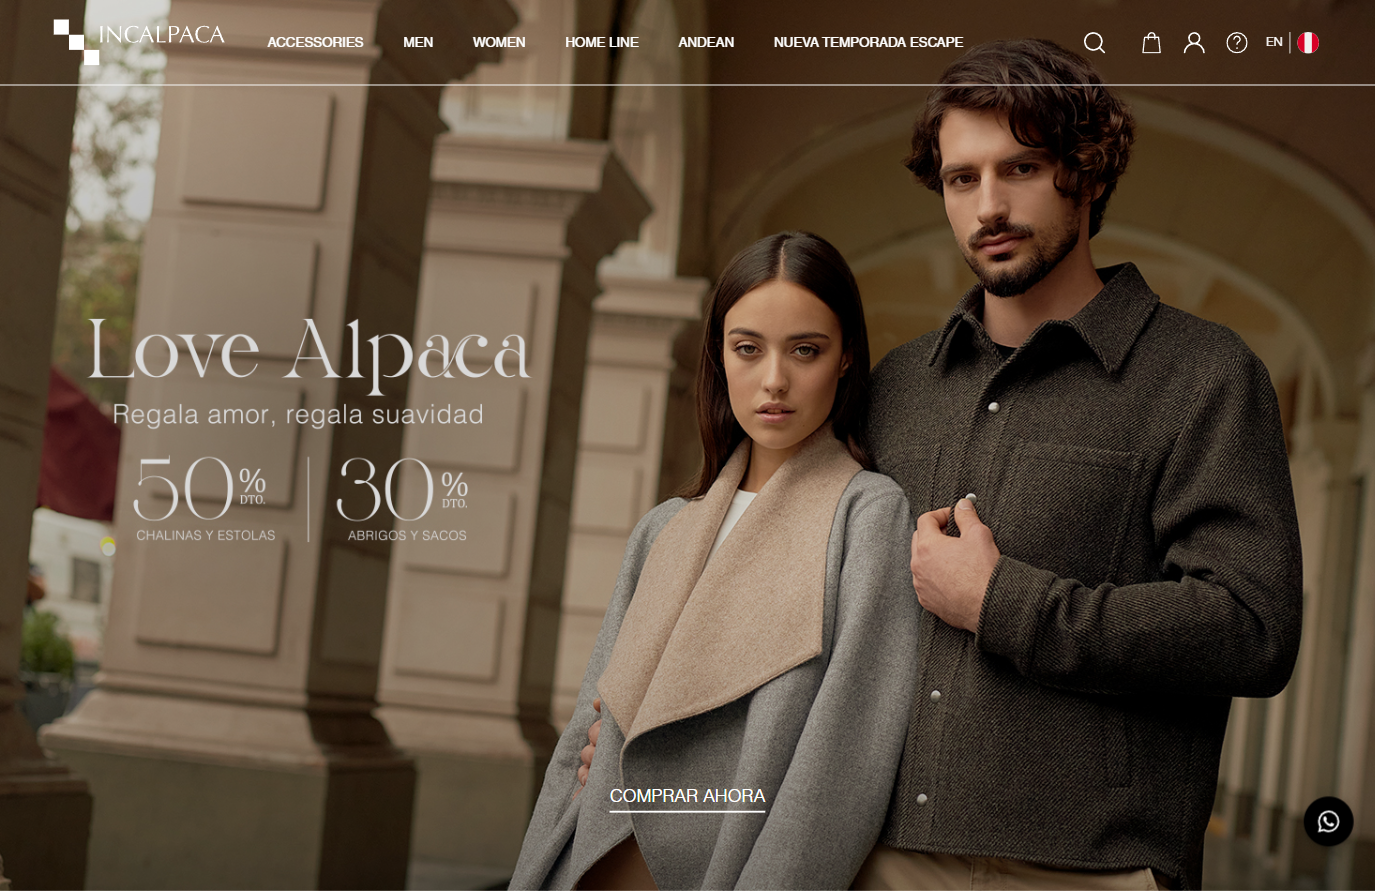 INCALPACA
ACCESSORIES MEN WOMEN HOME LINE ANDEAN NUEVA TEMPORADA ESCAPE EN
Love Alpaca
Regala amor, regala suavidad
50% DTO. 30% DTO.
CHALINAS Y ESTOLAS ABRIGOS Y SACOS
COMPRAR AHORA